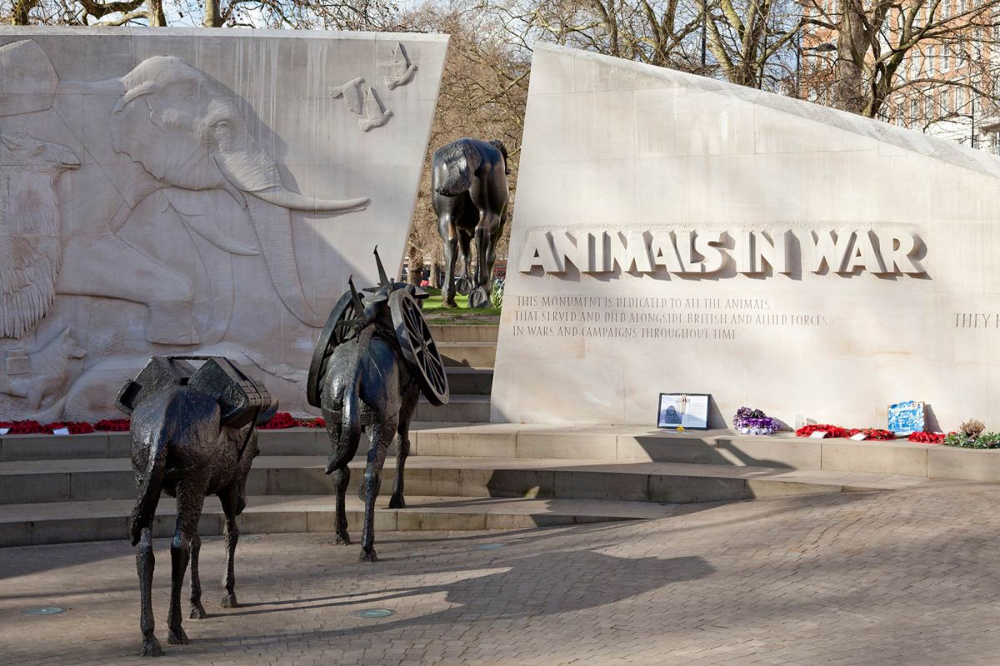 ANIMALS IN WAR
THIS MONUMENT IS DEDICATED TO ALL THE ANIMALS
THAT SERVED AND DIED ALONGSIDE BRITISH AND ALLIED FORCES
IN WARS AND CAMPAIGNS THROUGHOUT TIME
THEY